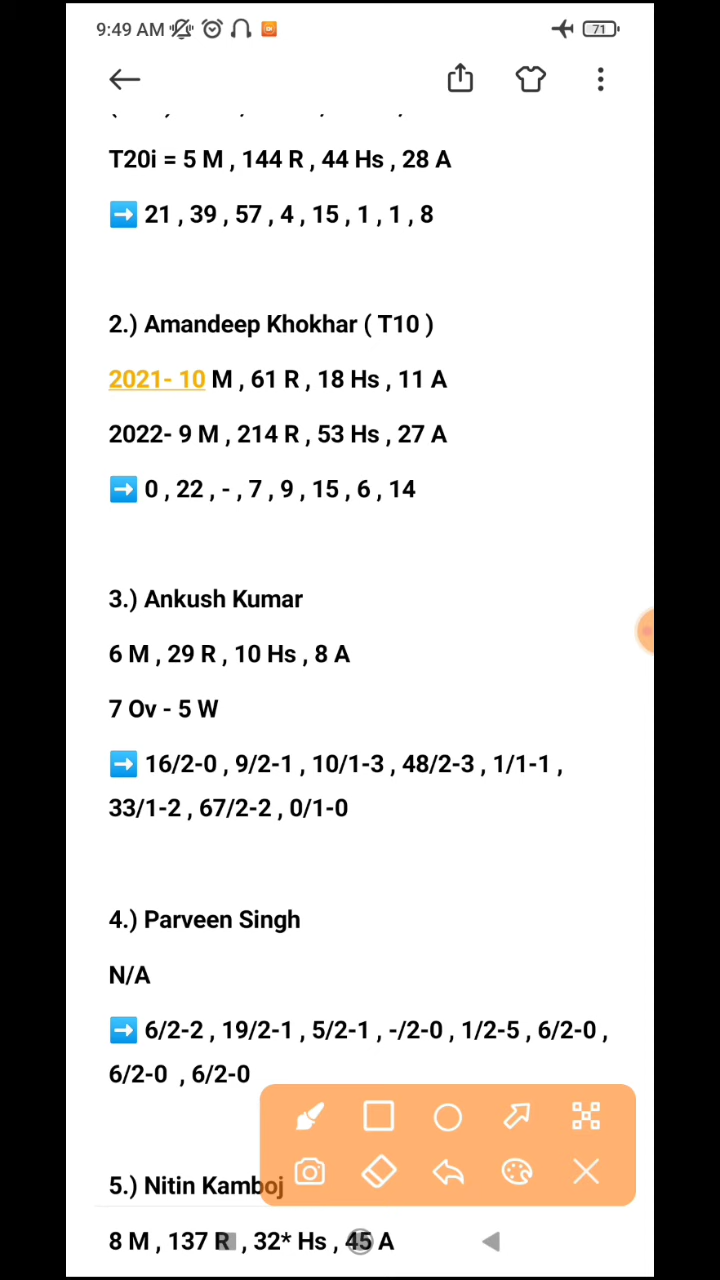 9:49 AM 71
T20i = 5 M , 144 R , 44 Hs , 28 A
➡️ 21 , 39 , 57 , 4 , 15 , 1 , 1 , 8
2.) Amandeep Khokhar ( T10 )
2021- 10 M , 61 R , 18 Hs , 11 A
2022- 9 M , 214 R , 53 Hs , 27 A
➡️ 0 , 22 , - , 7 , 9 , 15 , 6 , 14
3.) Ankush Kumar
6 M , 29 R , 10 Hs , 8 A
7 Ov - 5 W
➡️ 16/2-0 , 9/2-1 , 10/1-3 , 48/2-3 , 1/1-1 ,
33/1-2 , 67/2-2 , 0/1-0
4.) Parveen Singh
N/A
➡️ 6/2-2 , 19/2-1 , 5/2-1 , -/2-0 , 1/2-5 , 6/2-0 ,
6/2-0 , 6/2-0
5.) Nitin Kamboj
8 M , 137 R , 32* Hs , 45 A